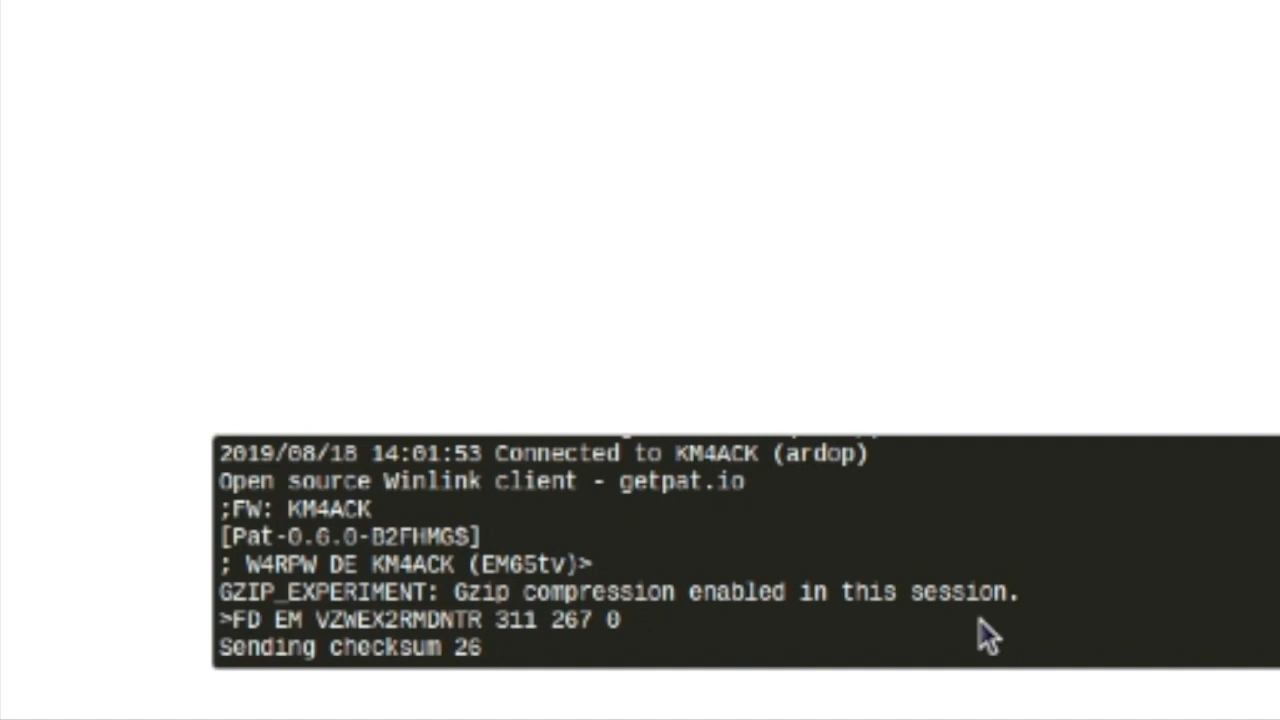 2019/08/18 14:01:53 Connected to KM4ACK (ardop)
Open source Winlink client - getpat.io
;FW: KM4ACK
[Pat-0.6.0-B2FHMG$]
; W4RPW DE KM4ACK (EM65tv)>
GZIP_EXPERIMENT: Gzip compression enabled in this session.
>FD EM VZWEX2RMDNTR 311 267 0
Sending checksum 26